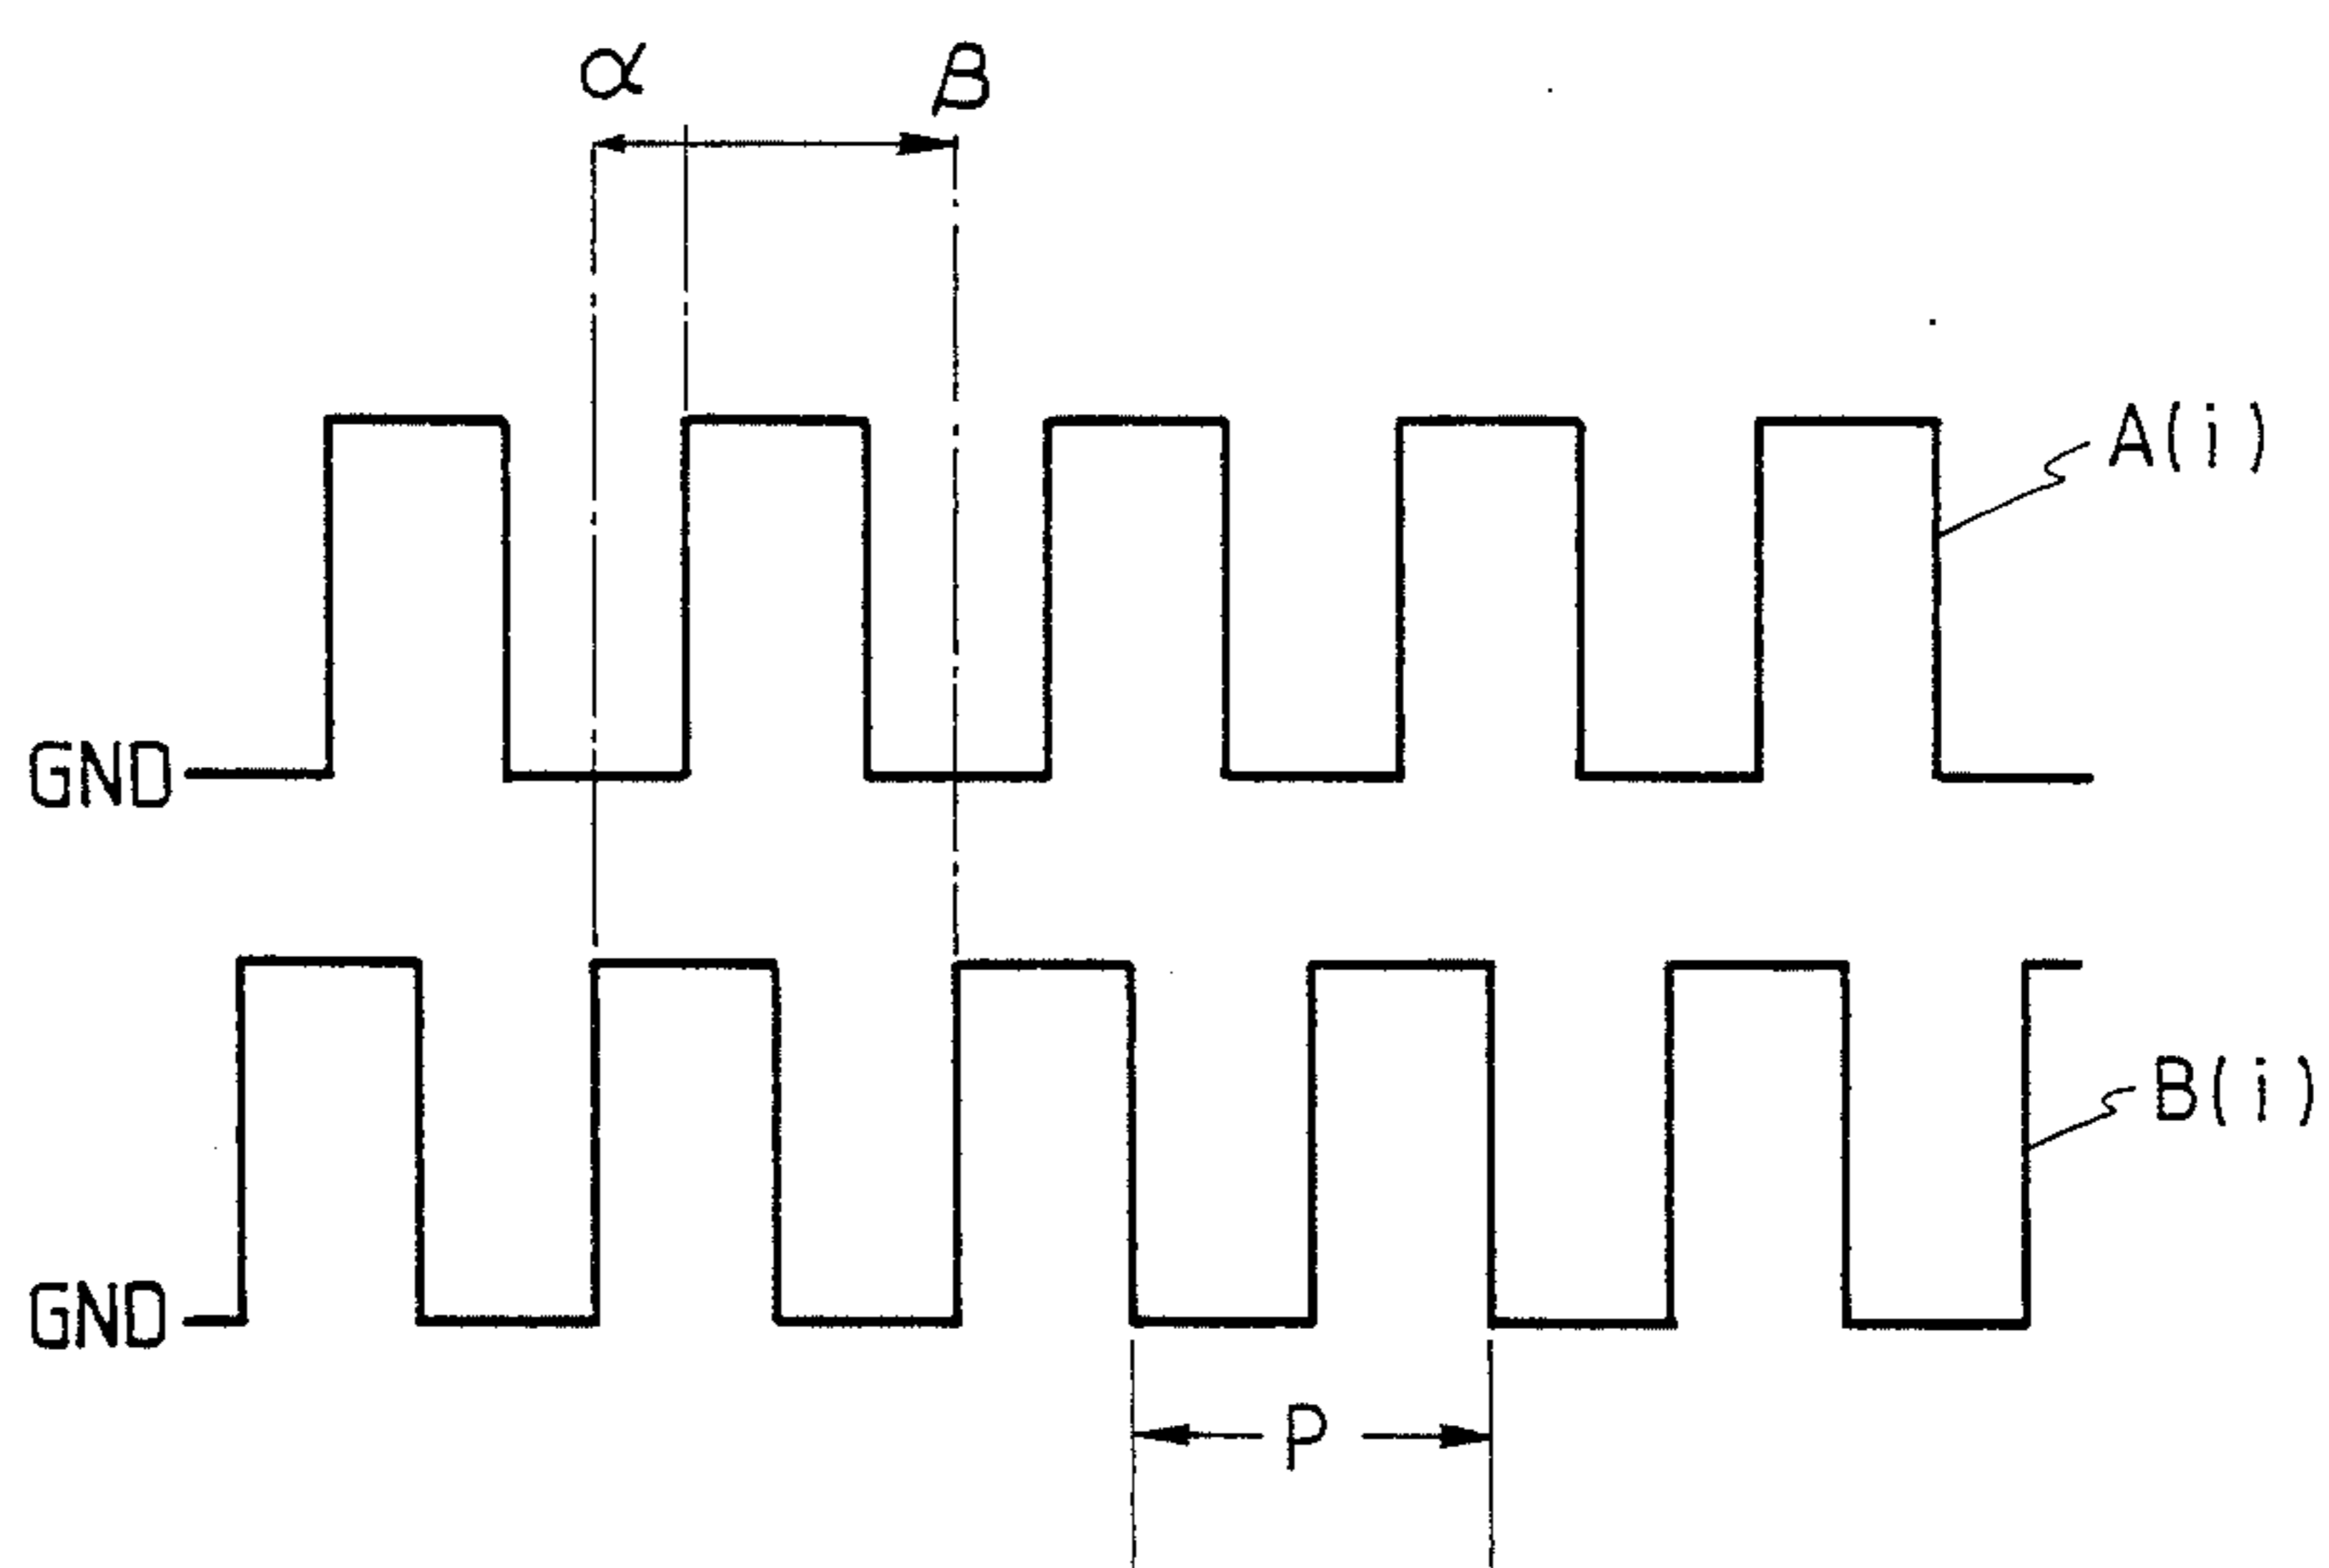 α β
A(i)
GND
B(i)
GND
P